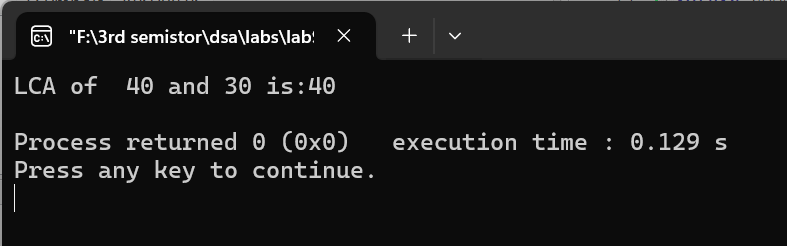 "F:\3rd semistor\dsa\labs\lab9
LCA of  40 and 30 is:40
Process returned 0 (0x0)   execution time : 0.129 s
Press any key to continue.